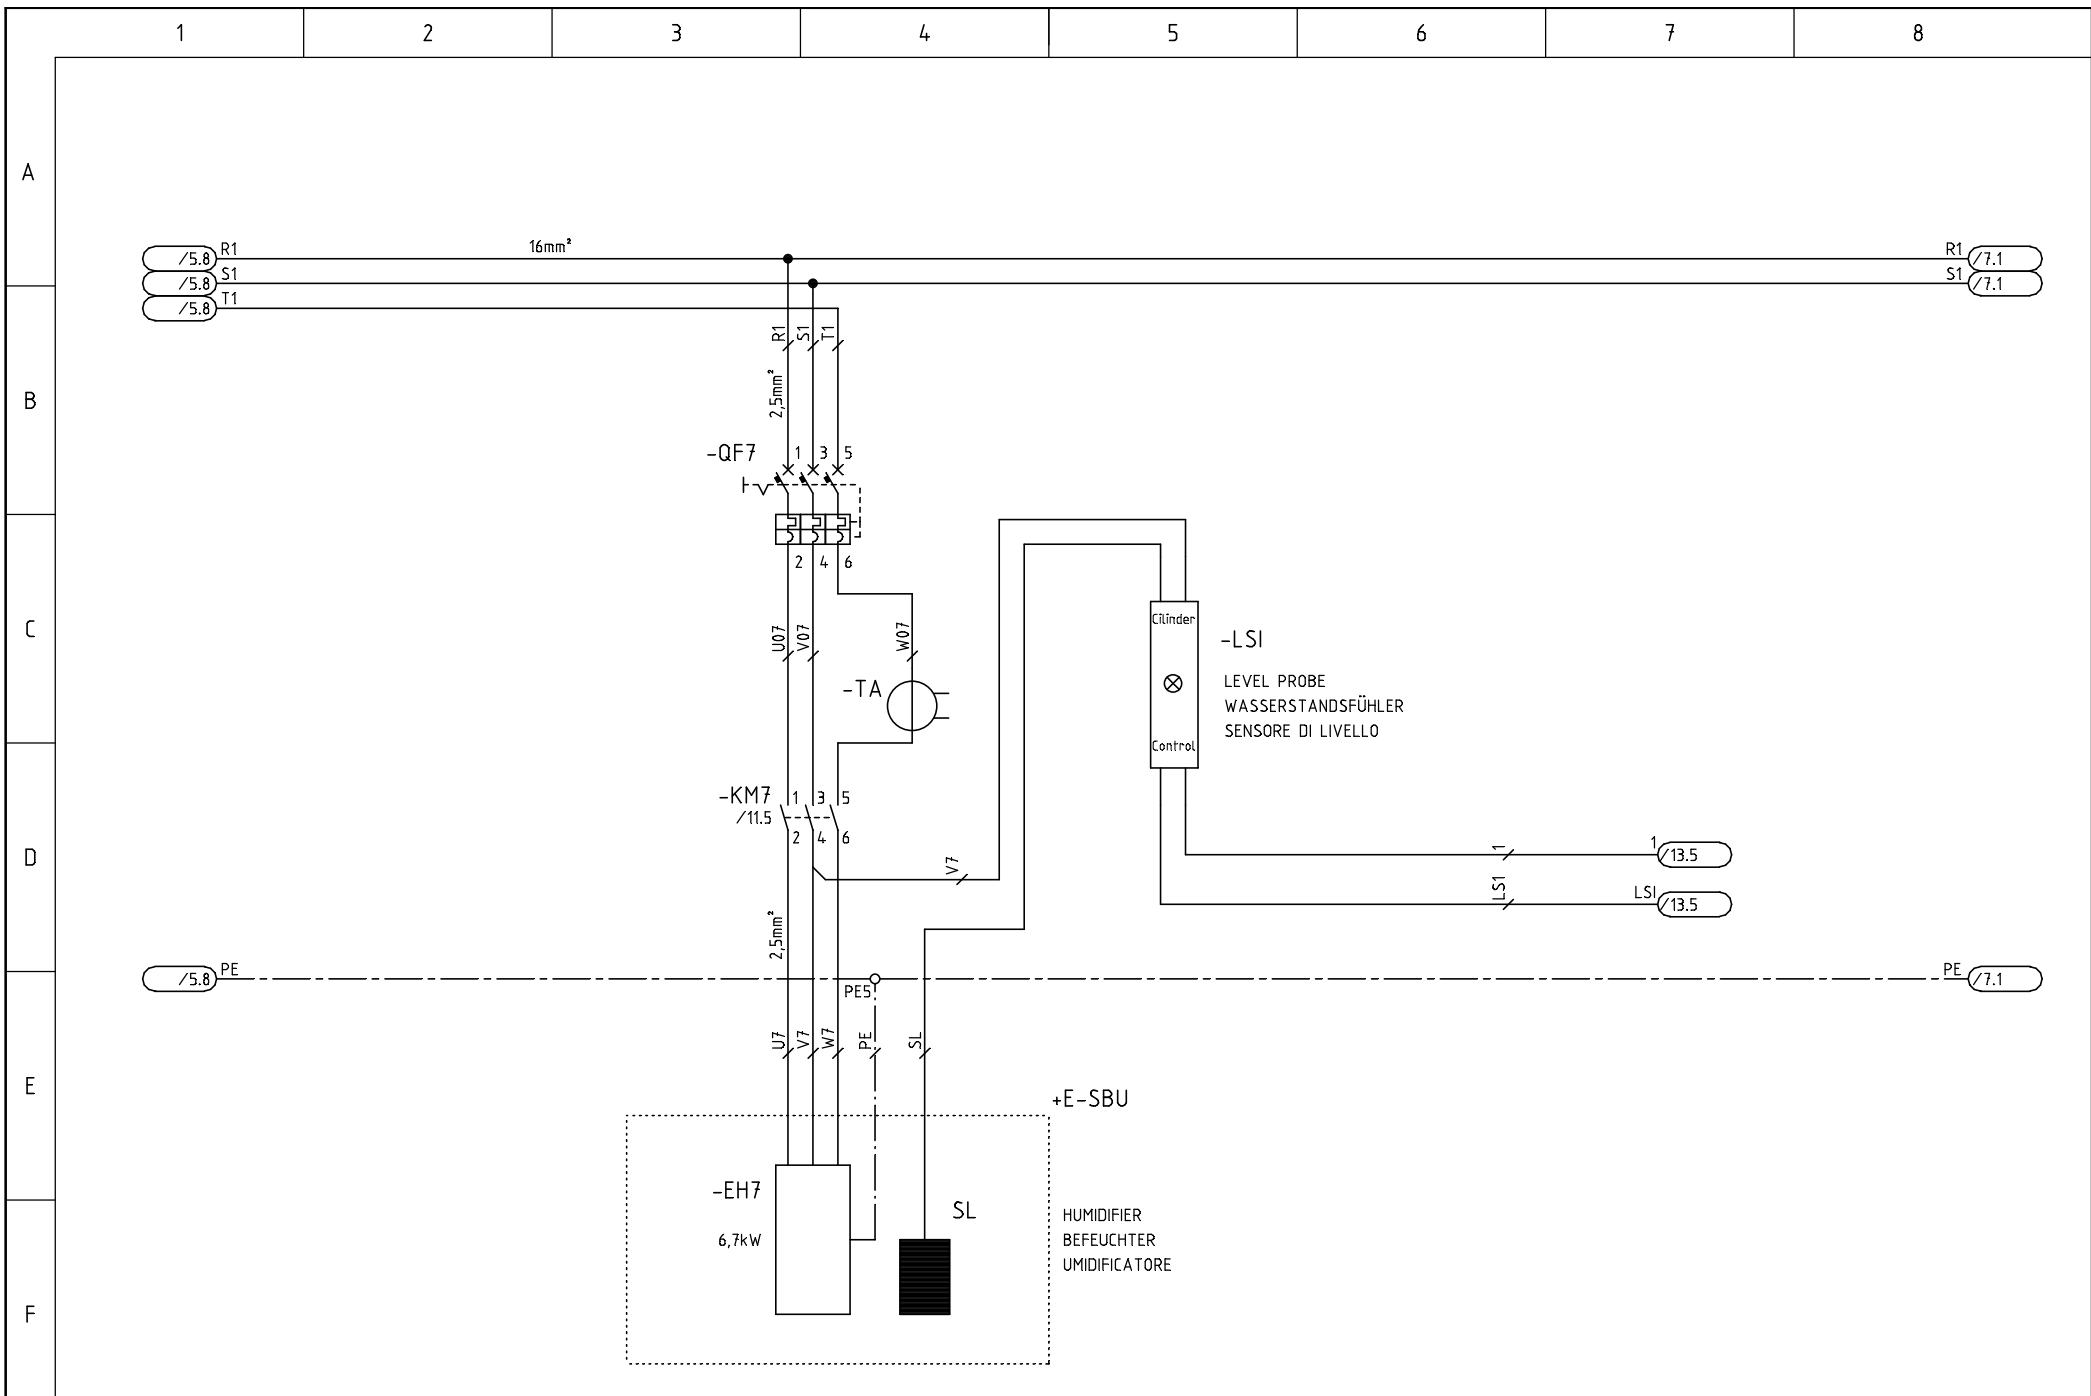 1 2 3 4 5 6 7 8
A
R1 16mm² R1
/5.8 /7.1
S1 S1
/5.8 /7.1
T1
/5.8
R1 S1 T1
B
2,5mm²
-QF7 1 3 5
2 4 6
C
U07 V07 W07
Cilinder
-LSI
-TA
LEVEL PROBE
WASSERSTANDSFÜHLER
SENSORE DI LIVELLO
Control
-KM7 1 3 5
/11.5
2 4 6
D
V7
1 1
/13.5
LS1 LSI
/13.5
2,5mm²
PE PE
/5.8 /7.1
PE5
U7 V7 W7 PE SL
E
+E-SBU
-EH7
SL
6,7kW
HUMIDIFIER
BEFEUCHTER
UMIDIFICATORE
F